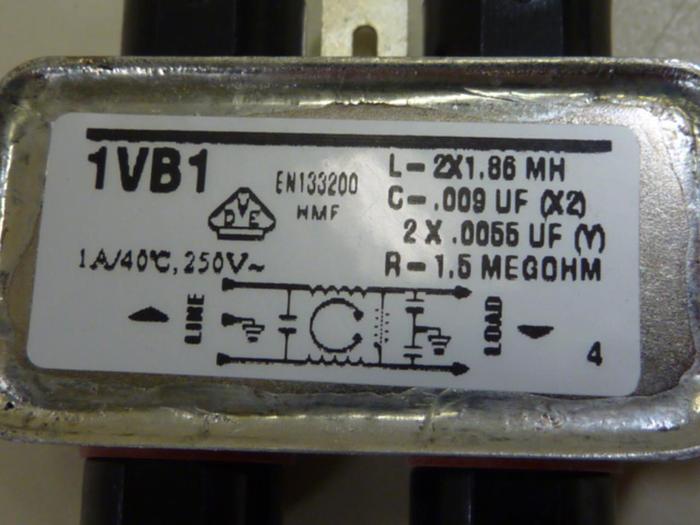 1VB1
EN133200
HMF
VDE
1A/40℃, 250V~
L-2X1.86 MH
C-.009 UF (X2)
2 X .0055 UF (Y)
R-1.5 MEGOHM
LINE
LOAD
4